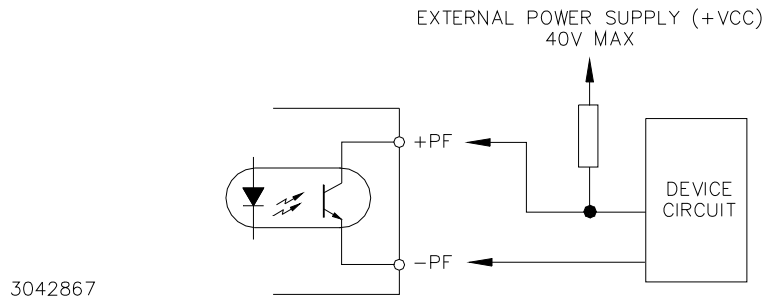 EXTERNAL POWER SUPPLY (+VCC)
40V MAX
+PF
DEVICE
CIRCUIT
-PF
3042867